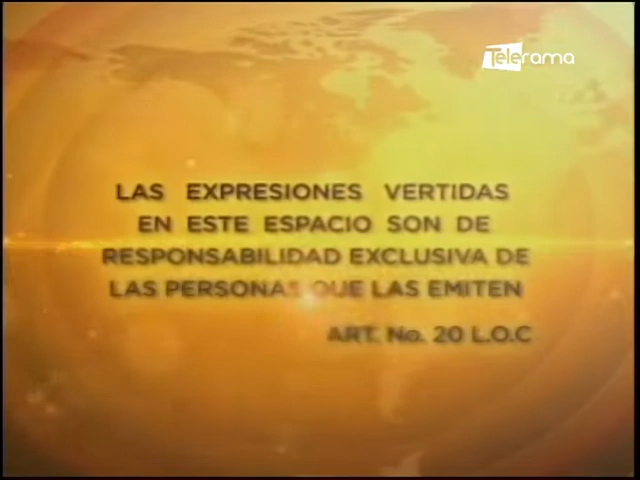 Telerama
LAS EXPRESIONES VERTIDAS
EN ESTE ESPACIO SON DE
RESPONSABILIDAD EXCLUSIVA DE
LAS PERSONAS QUE LAS EMITEN
ART. No. 20 L.O.C